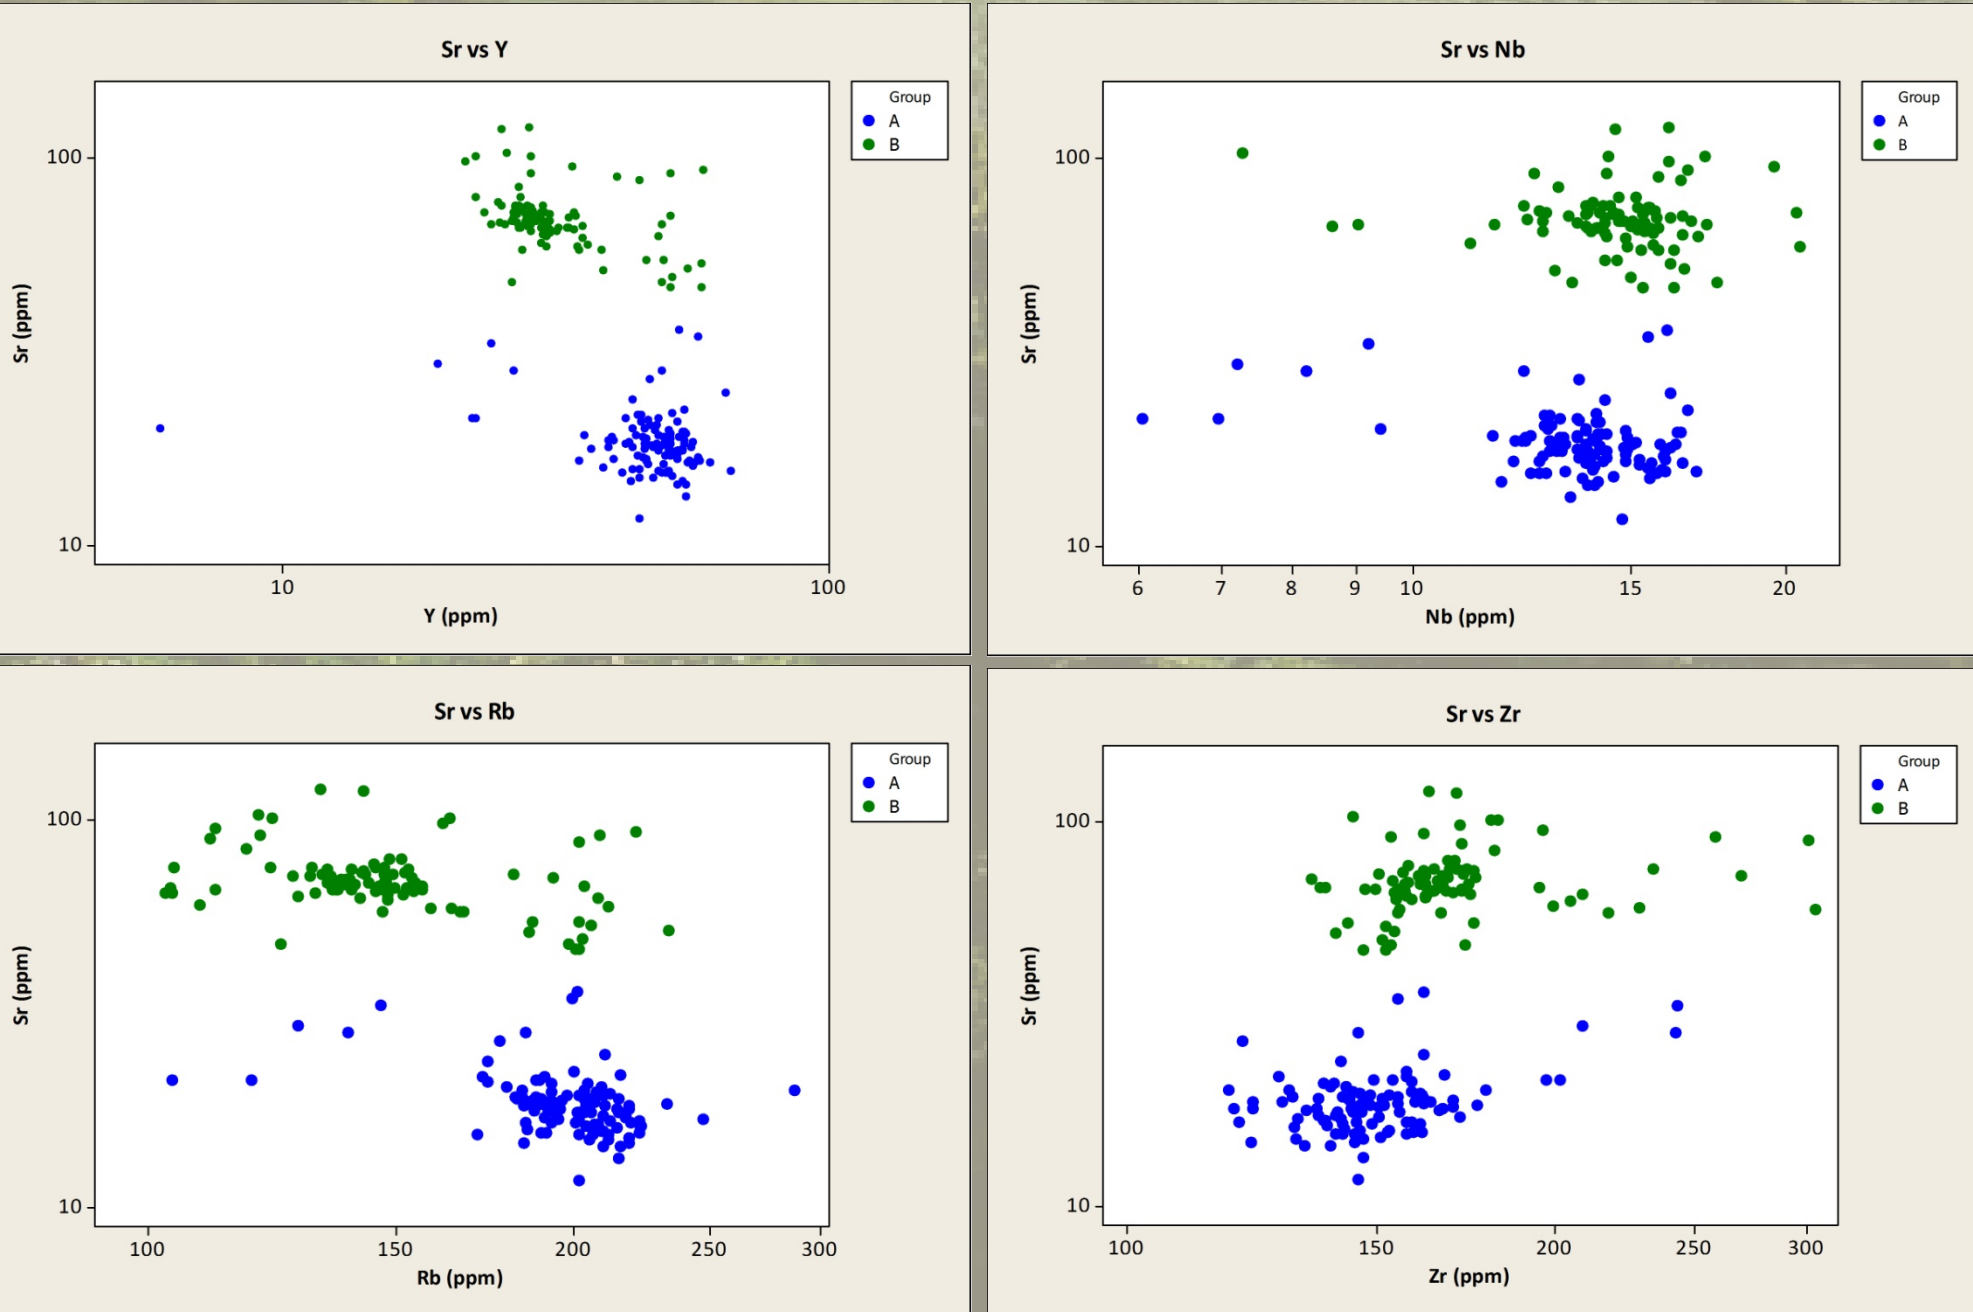 Sr vs Y
Group
A
B
100
10
Sr (ppm)
10
100
Y (ppm)
Sr vs Nb
Group
A
B
100
10
Sr (ppm)
6 7 8 9 10 15 20
Nb (ppm)
Sr vs Rb
Group
A
B
100
10
Sr (ppm)
100 150 200 250 300
Rb (ppm)
Sr vs Zr
Group
A
B
100
10
Sr (ppm)
100 150 200 250 300
Zr (ppm)